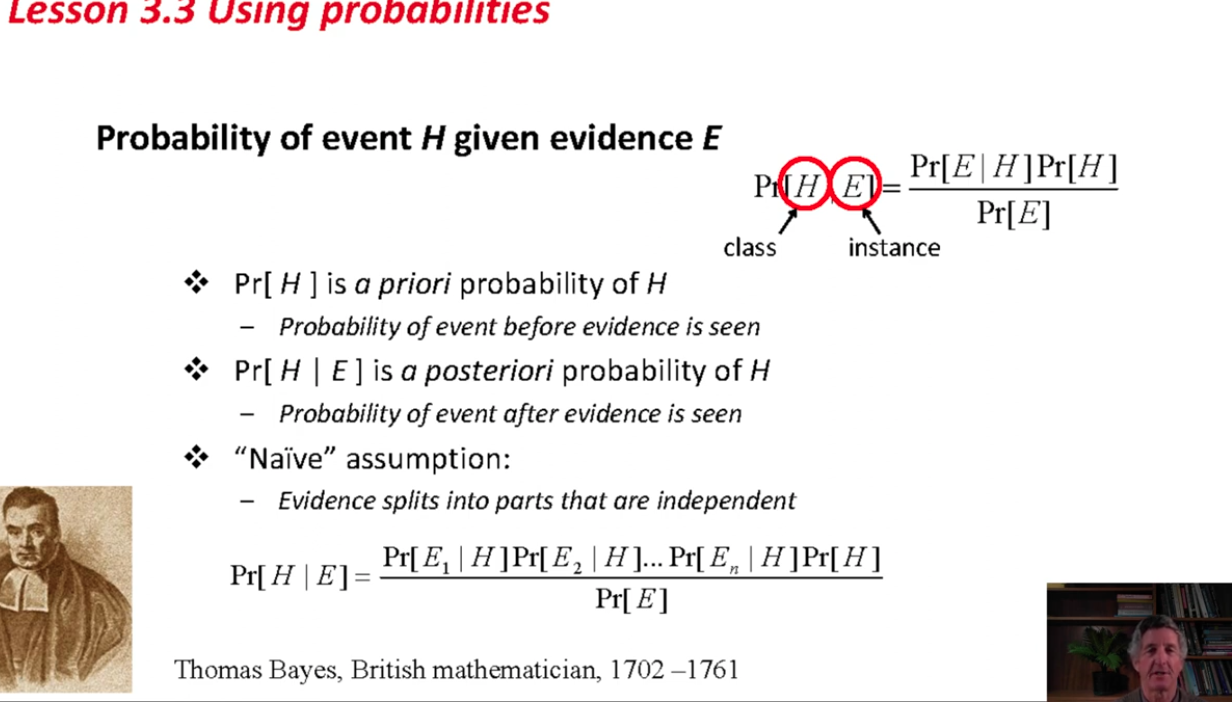 Lesson 3.3 Using probabilities
Probability of event H given evidence E
Pr[H|E] = Pr[E | H]Pr[H] / Pr[E]
class instance
❖ Pr[ H ] is a priori probability of H
– Probability of event before evidence is seen
❖ Pr[ H | E ] is a posteriori probability of H
– Probability of event after evidence is seen
❖ “Naïve” assumption:
– Evidence splits into parts that are independent
Pr[ H | E ] = Pr[ E₁ | H ]Pr[ E₂ | H ]... Pr[ Eₙ | H ]Pr[ H ] / Pr[ E ]
Thomas Bayes, British mathematician, 1702 –1761